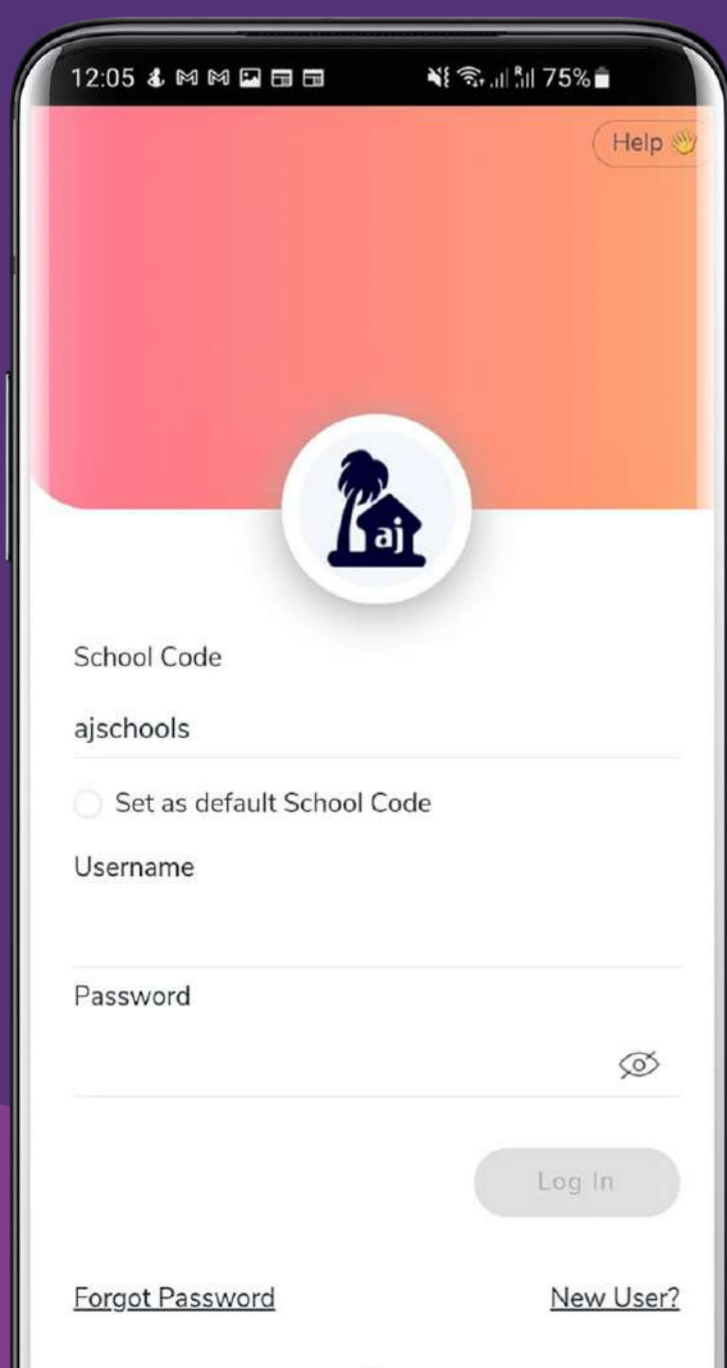 12:05 75%
Help 👋
aj
School Code
ajschools
Set as default School Code
Username
Password
Log In
Forgot Password New User?